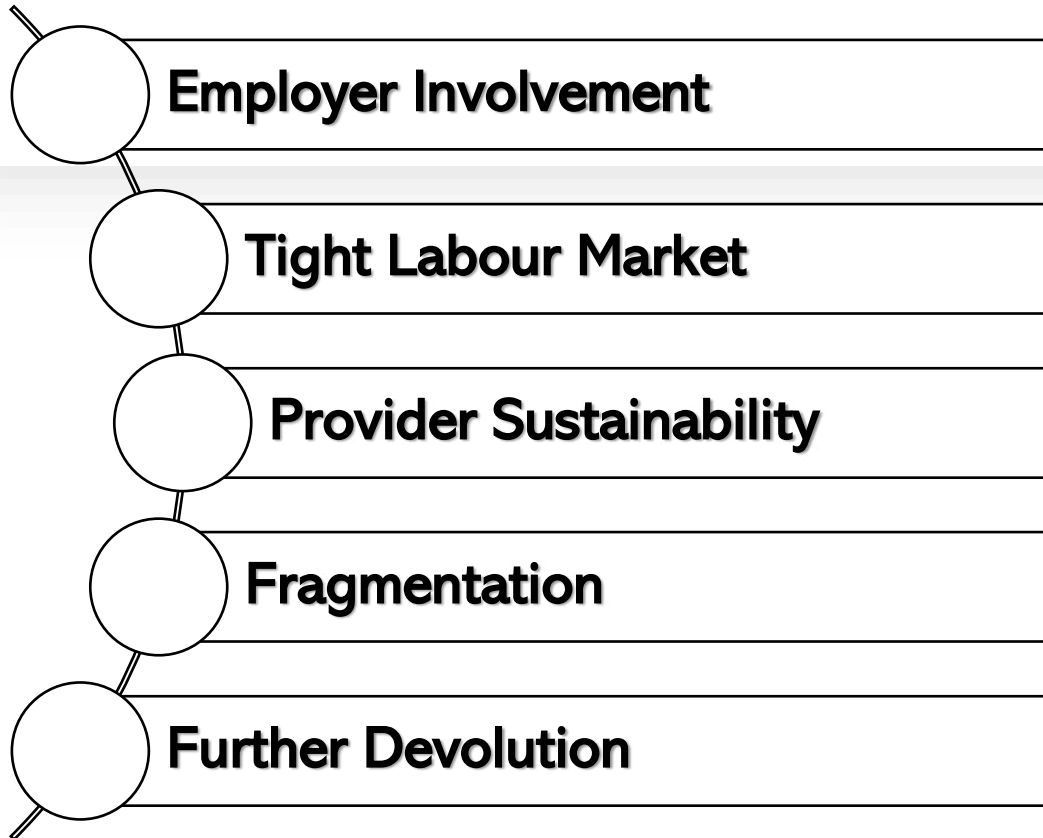 Employer Involvement
Tight Labour Market
Provider Sustainability
Fragmentation
Further Devolution